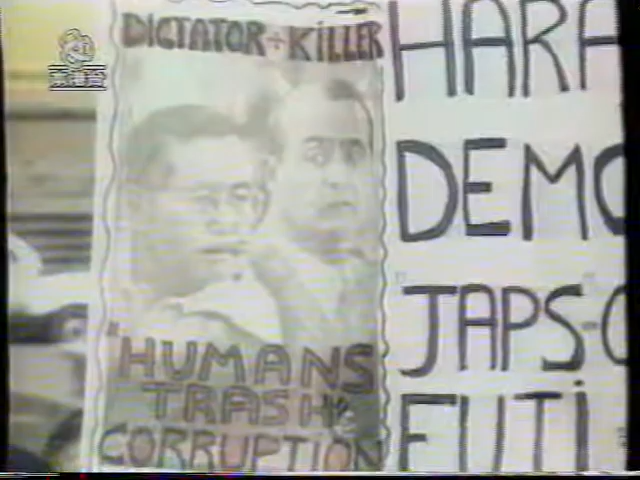 DICTATOR + KILLER
"HUMANS
TRASH
CORRUPTION
HARA
DEMO
"JAPS-C
FUTI